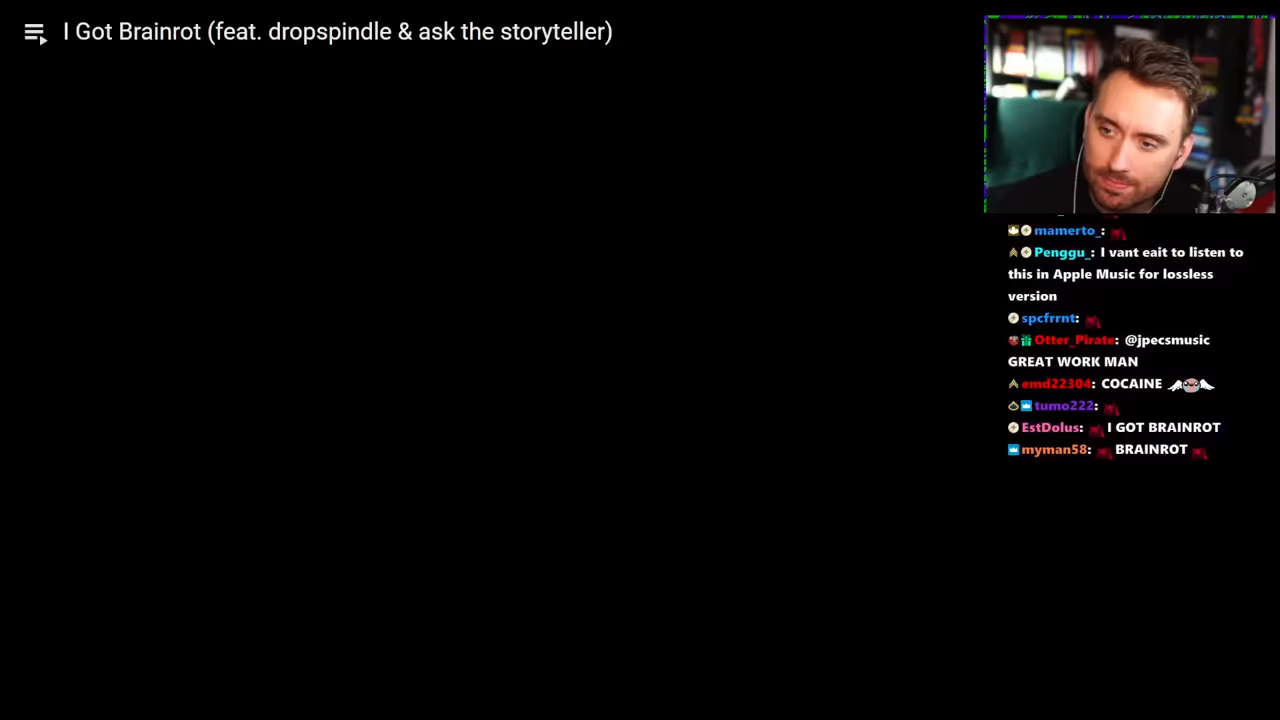 I Got Brainrot (feat. dropspindle & ask the storyteller)
mamerto_:
Penggu_: I vant eait to listen to
this in Apple Music for lossless
version
spcfrrnt:
Otter_Pirate: @jpecsmusic
GREAT WORK MAN
emd22304: COCAINE
tumo222:
EstDolus: I GOT BRAINROT
myman58: BRAINROT